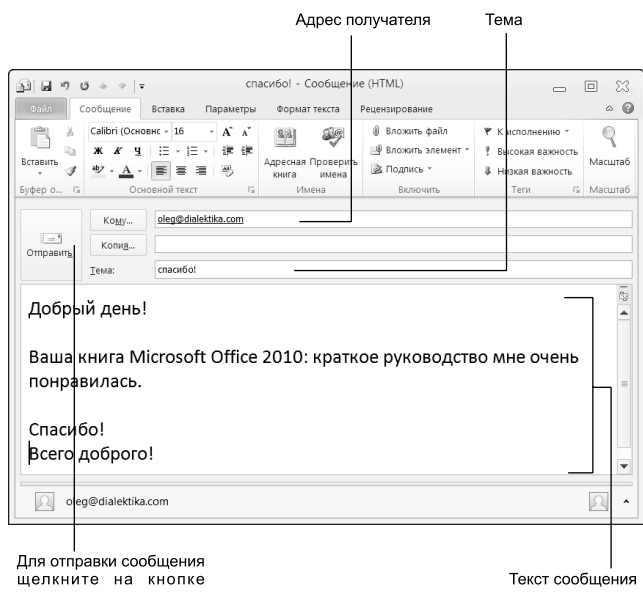 Адрес получателя Тема
спасибо! - Сообщение (HTML)
Файл Сообщение Вставка Параметры Формат текста Рецензирование
Calibri (Основнс 16 А А Вложить файл К исполнению
Вставить Ж К Ч Адресная книга Проверить имена Вложить элемент Высокая важность Масштаб
А Подпись Низкая важность
Буфер о... Основной текст Имена Включить Теги Масштаб
Кому... oleg@dialektika.com
Отправить Копия...
Тема: спасибо!
Добрый день!
Ваша книга Microsoft Office 2010: краткое руководство мне очень
понравилась.
Спасибо!
Всего доброго!
oleg@dialektika.com
Для отправки сообщения
щелкните на кнопке
Текст сообщения